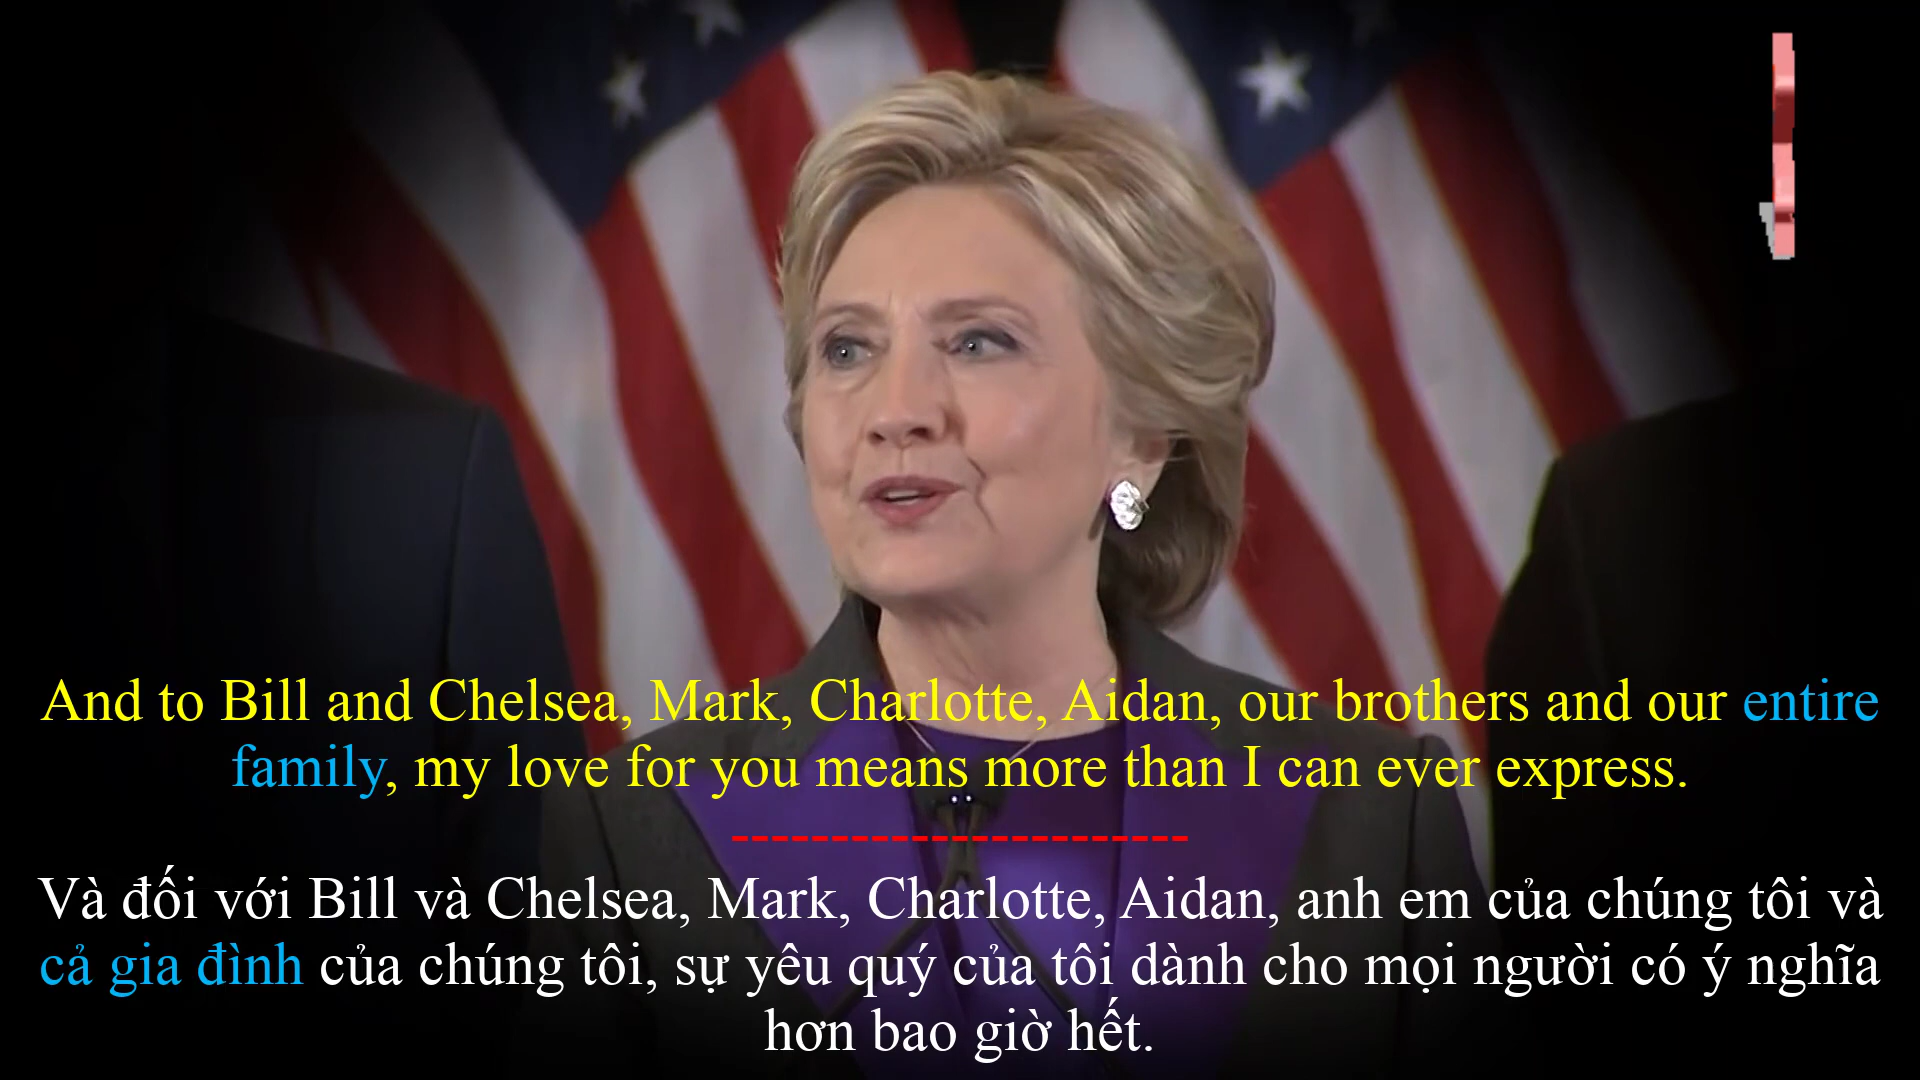 And to Bill and Chelsea, Mark, Charlotte, Aidan, our brothers and our entire
family, my love for you means more than I can ever express.
-----------------------
Và đối với Bill và Chelsea, Mark, Charlotte, Aidan, anh em của chúng tôi và
cả gia đình của chúng tôi, sự yêu quý của tôi dành cho mọi người có ý nghĩa
hơn bao giờ hết.